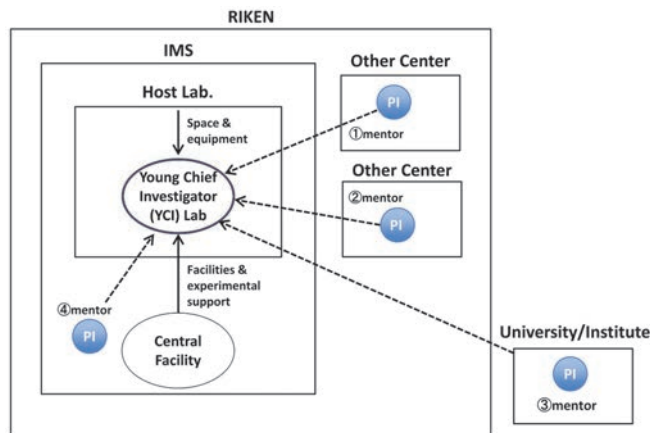 RIKEN
IMS
Host Lab.
Space &
equipment
Young Chief
Investigator
(YCI) Lab
Facilities &
experimental
support
④mentor
PI
Central
Facility
Other Center
PI
①mentor
Other Center
②mentor
PI
University/Institute
PI
③mentor